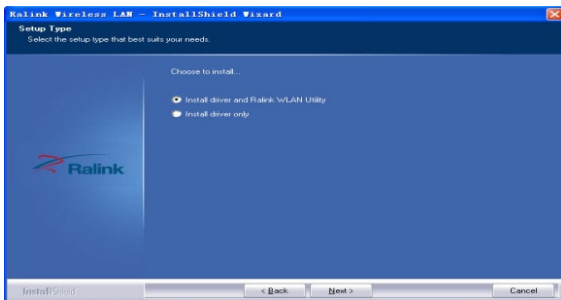 Ralink Wireless LAN - InstallShield Wizard
Setup Type
Select the setup type that best suits your needs.
Choose to install...
Install driver and Ralink WLAN Utility
Install driver only
Ralink
InstallShield
< Back
Next >
Cancel